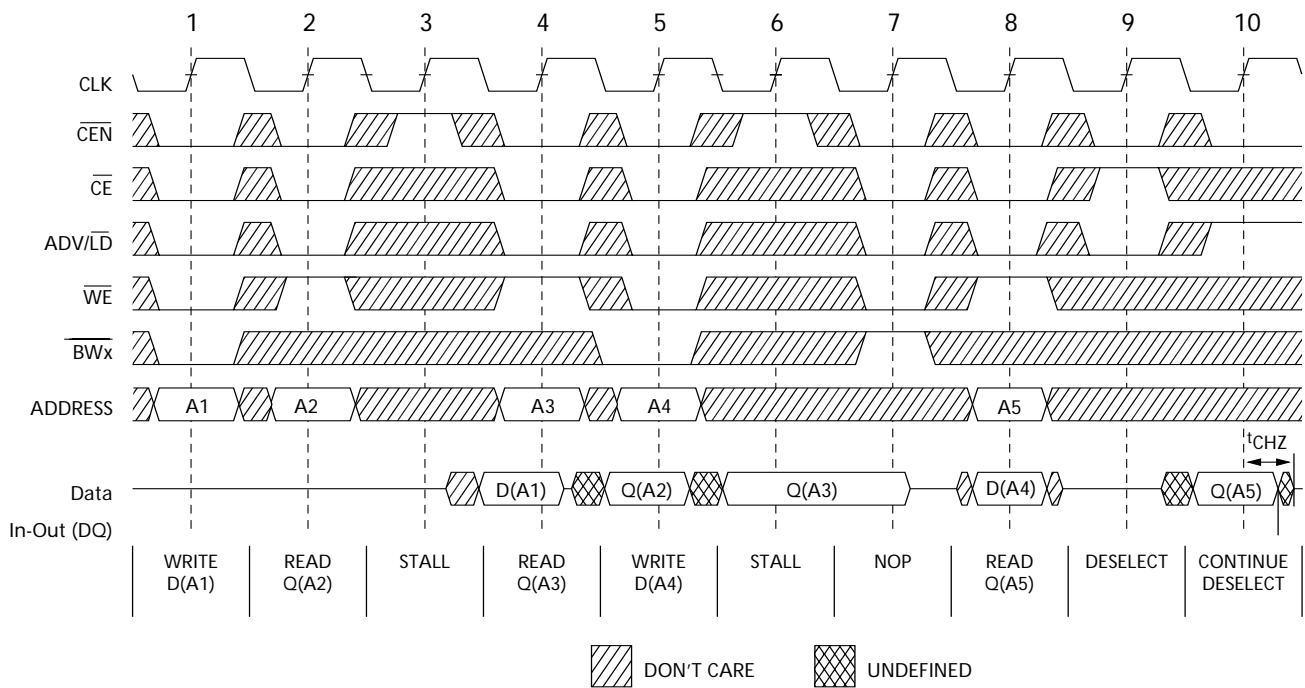 1 2 3 4 5 6 7 8 9 10
CLK
CEN
CE
ADV/LD
WE
BWx
ADDRESS A1 A2 A3 A4 A5
tCHZ
Data D(A1) Q(A2) Q(A3) D(A4) Q(A5)
In-Out (DQ)
WRITE READ STALL READ WRITE STALL NOP READ DESELECT CONTINUE
D(A1) Q(A2) Q(A3) D(A4) Q(A5) DESELECT
DON'T CARE UNDEFINED